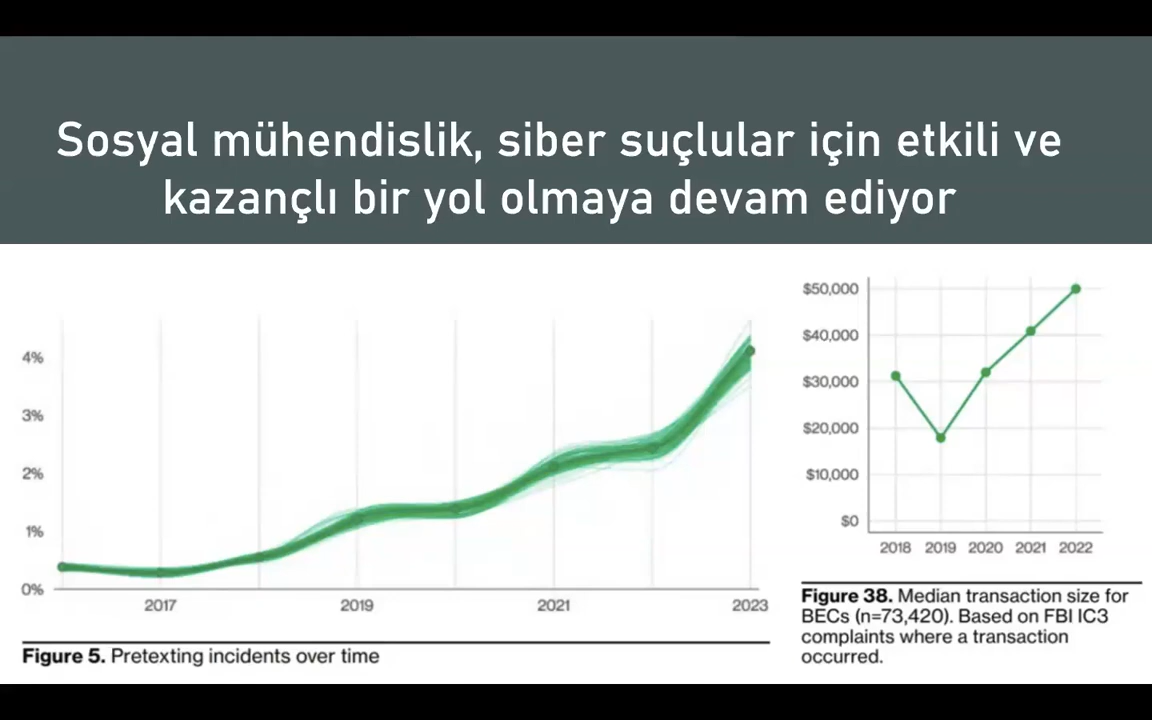 Sosyal mühendislik, siber suçlular için etkili ve
kazançlı bir yol olmaya devam ediyor
4%
3%
2%
1%
0%
2017
2019
2021
2023
Figure 5. Pretexting incidents over time
$50,000
$40,000
$30,000
$20,000
$10,000
$0
2018 2019 2020 2021 2022
Figure 38. Median transaction size for
BECs (n=73,420). Based on FBI IC3
complaints where a transaction
occurred.